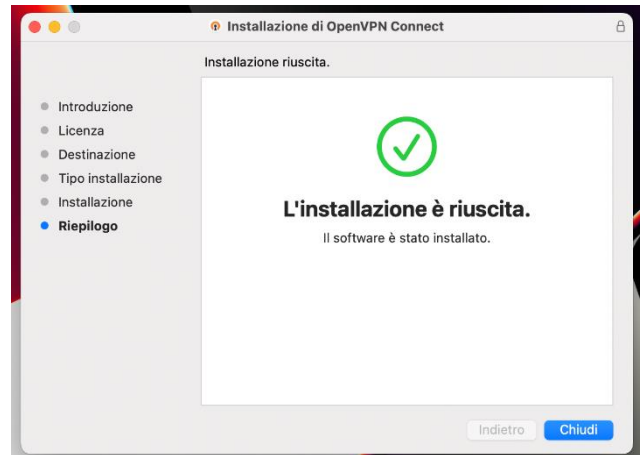 Installazione di OpenVPN Connect
Installazione riuscita.
Introduzione
Licenza
Destinazione
Tipo installazione
Installazione
Riepilogo
L'installazione è riuscita.
Il software è stato installato.
Indietro
Chiudi